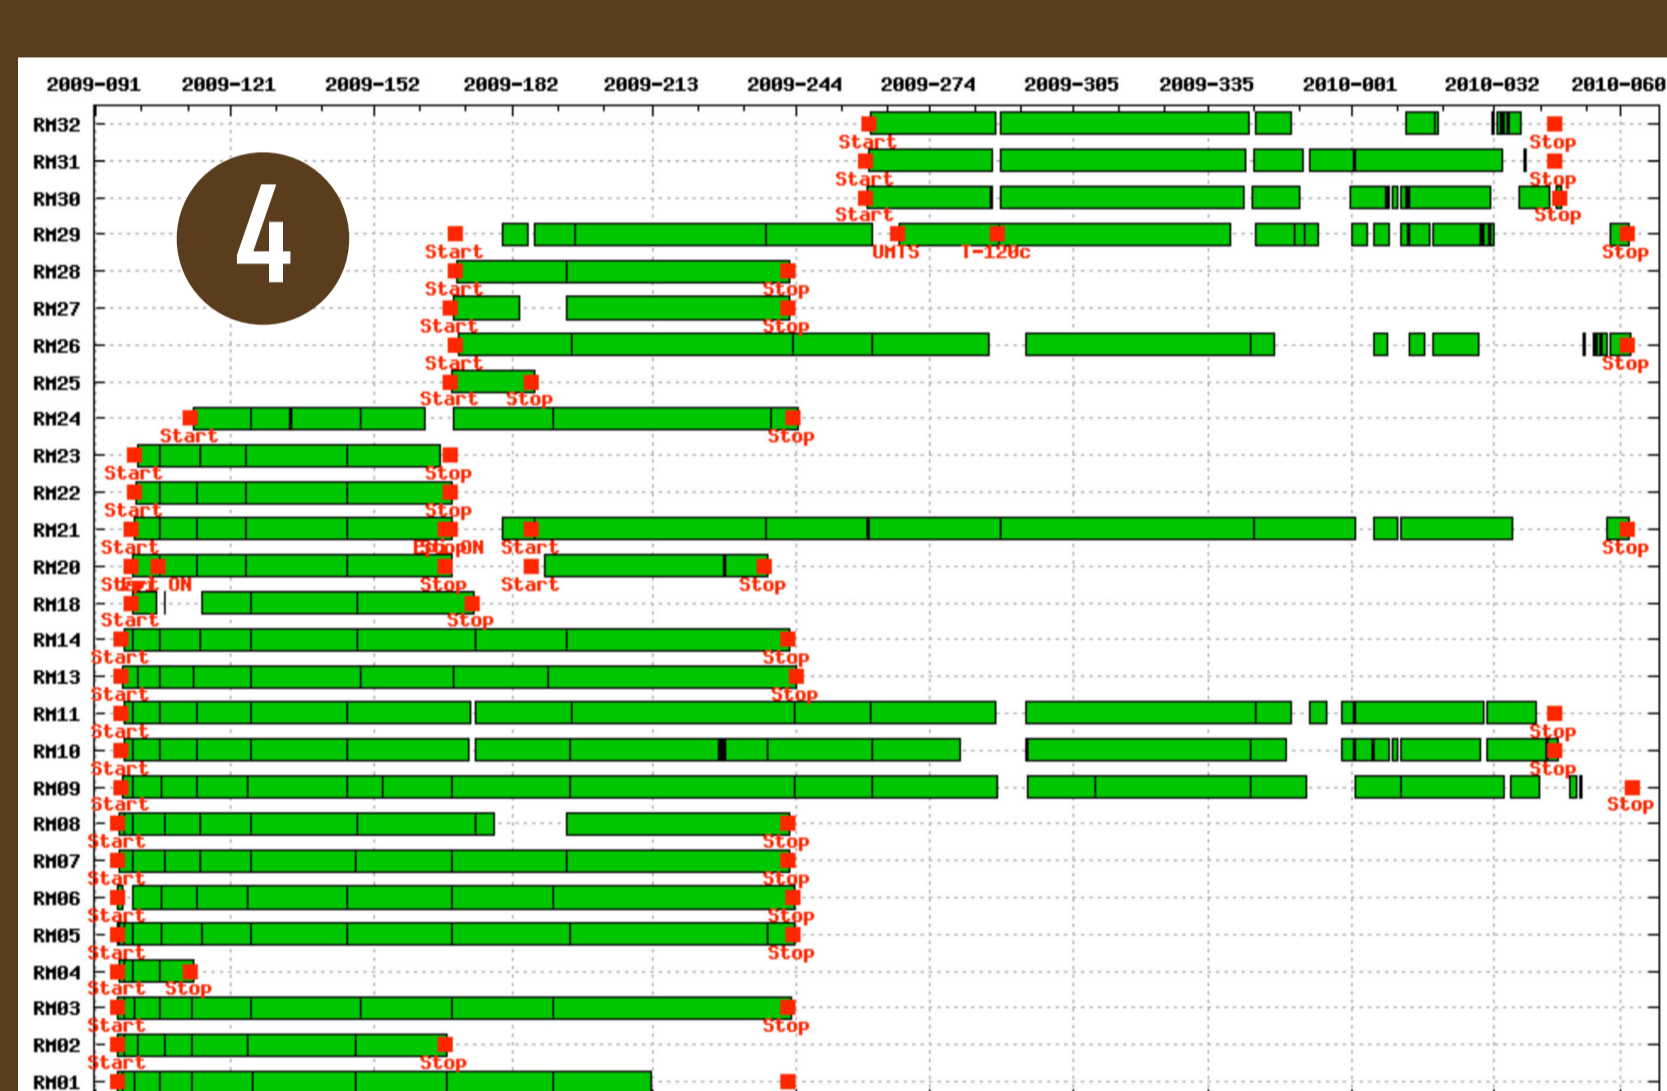 2009-091 2009-121 2009-152 2009-182 2009-213 2009-244 2009-274 2009-305 2009-335 2010-001 2010-032 2010-060
4
RM32
Start Stop
RM31
Start Stop
RM30
Start Stop
RM29
Start UMTS T-120c Stop
RM28
Start Stop
RM27
Start Stop
RM26
Start Stop
RM25
Start Stop
RM24
Start Stop
RM23
Start Stop
RM22
Start Stop
RM21
Start ON Start Stop
RM20
Start ON Stop Start Stop
RM18
Start Stop
RM14
Start Stop
RM13
Start Stop
RM11
Start Stop
RM10
Start Stop
RM09
Start Stop
RM08
Start Stop
RM07
Start Stop
RM06
Start Stop
RM05
Start Stop
RM04
Start Stop
RM03
Start Stop
RM02
Start Stop
RM01